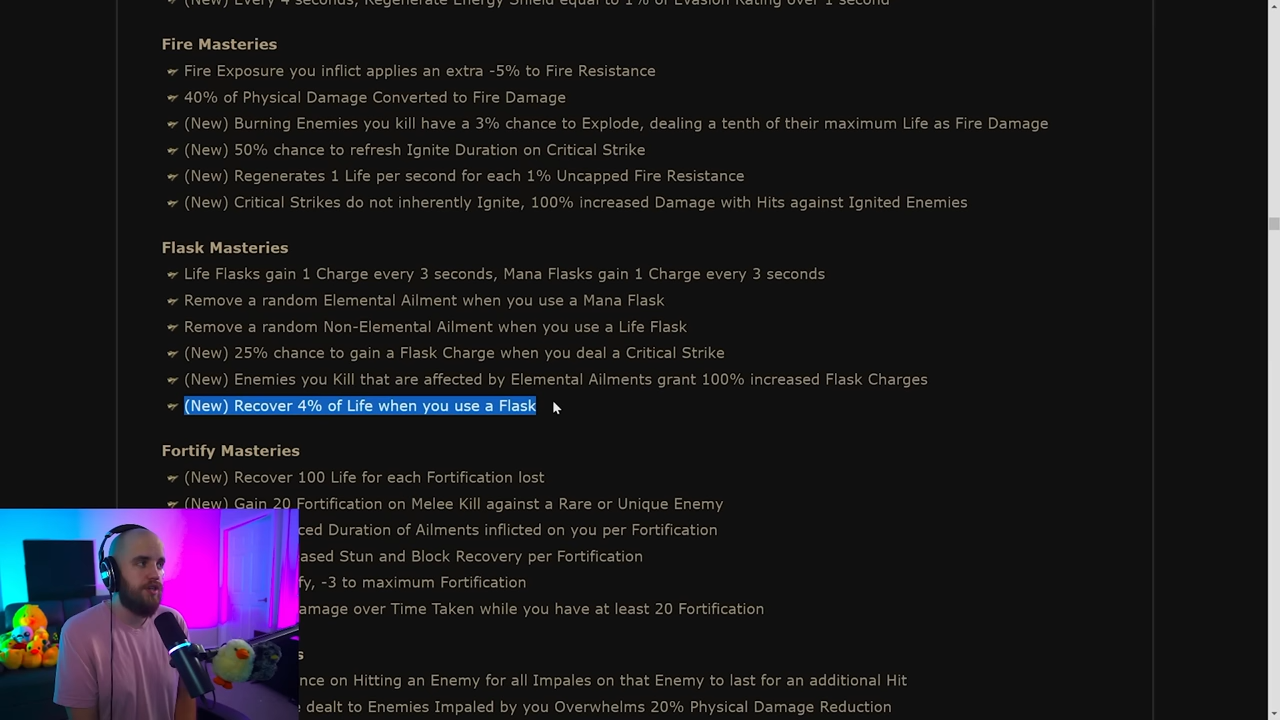 (New) Every 4 seconds, Regenerate Energy Shield equal to 1% of Evasion Rating over 1 second
Fire Masteries
Fire Exposure you inflict applies an extra -5% to Fire Resistance
40% of Physical Damage Converted to Fire Damage
(New) Burning Enemies you kill have a 3% chance to Explode, dealing a tenth of their maximum Life as Fire Damage
(New) 50% chance to refresh Ignite Duration on Critical Strike
(New) Regenerates 1 Life per second for each 1% Uncapped Fire Resistance
(New) Critical Strikes do not inherently Ignite, 100% increased Damage with Hits against Ignited Enemies
Flask Masteries
Life Flasks gain 1 Charge every 3 seconds, Mana Flasks gain 1 Charge every 3 seconds
Remove a random Elemental Ailment when you use a Mana Flask
Remove a random Non-Elemental Ailment when you use a Life Flask
(New) 25% chance to gain a Flask Charge when you deal a Critical Strike
(New) Enemies you Kill that are affected by Elemental Ailments grant 100% increased Flask Charges
(New) Recover 4% of Life when you use a Flask
Fortify Masteries
(New) Recover 100 Life for each Fortification lost
(New) Gain 20 Fortification on Melee Kill against a Rare or Unique Enemy
Duration of Ailments inflicted on you per Fortification
Stun and Block Recovery per Fortification
-3 to maximum Fortification
over Time Taken while you have at least 20 Fortification
on Hitting an Enemy for all Impales on that Enemy to last for an additional Hit
dealt to Enemies Impaled by you Overwhelms 20% Physical Damage Reduction